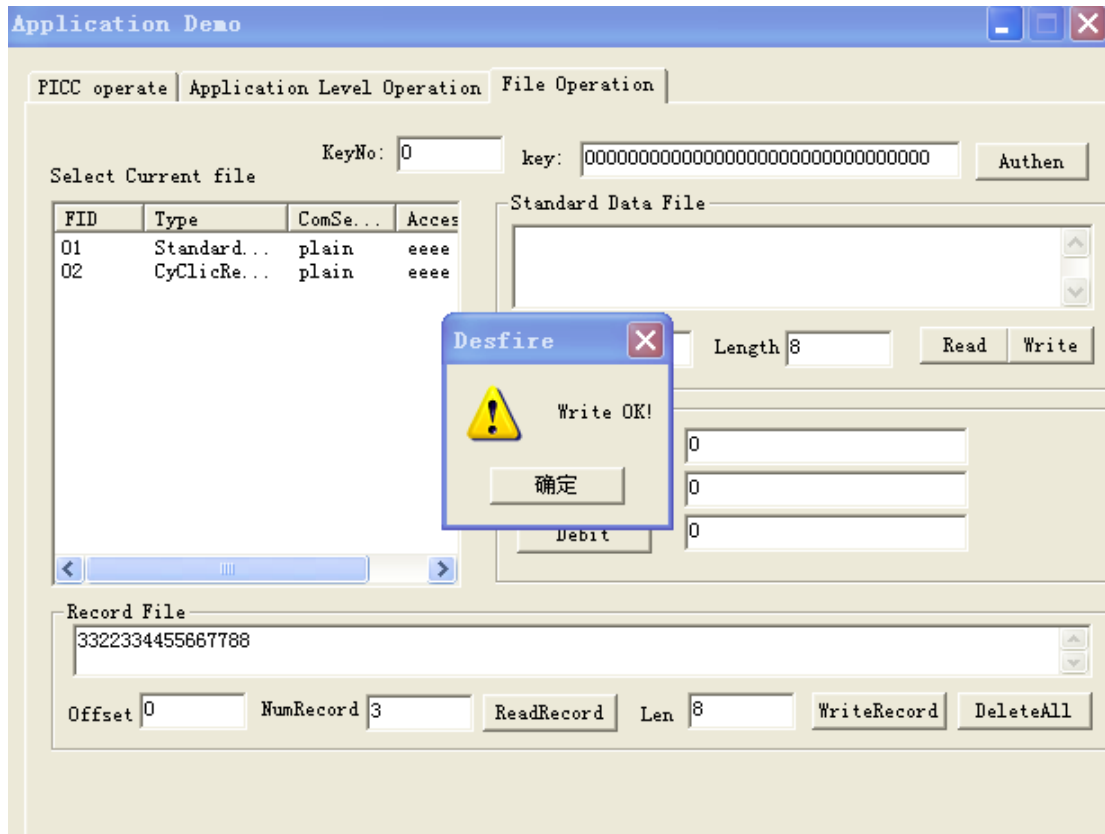 Application Demo
PICC operate Application Level Operation File Operation
KeyNo: 0 key: 00000000000000000000000000000000 Authen
Select Current file
FID Type ComSe... Acces
01 Standard... plain eeee
02 CyClicRe... plain eeee
Standard Data File
Length 8 Read Write
Desfire
Write OK!
确定
0
0
Debit 0
Record File
3322334455667788
Offset 0 NumRecord 3 ReadRecord Len 8 WriteRecord DeleteAll